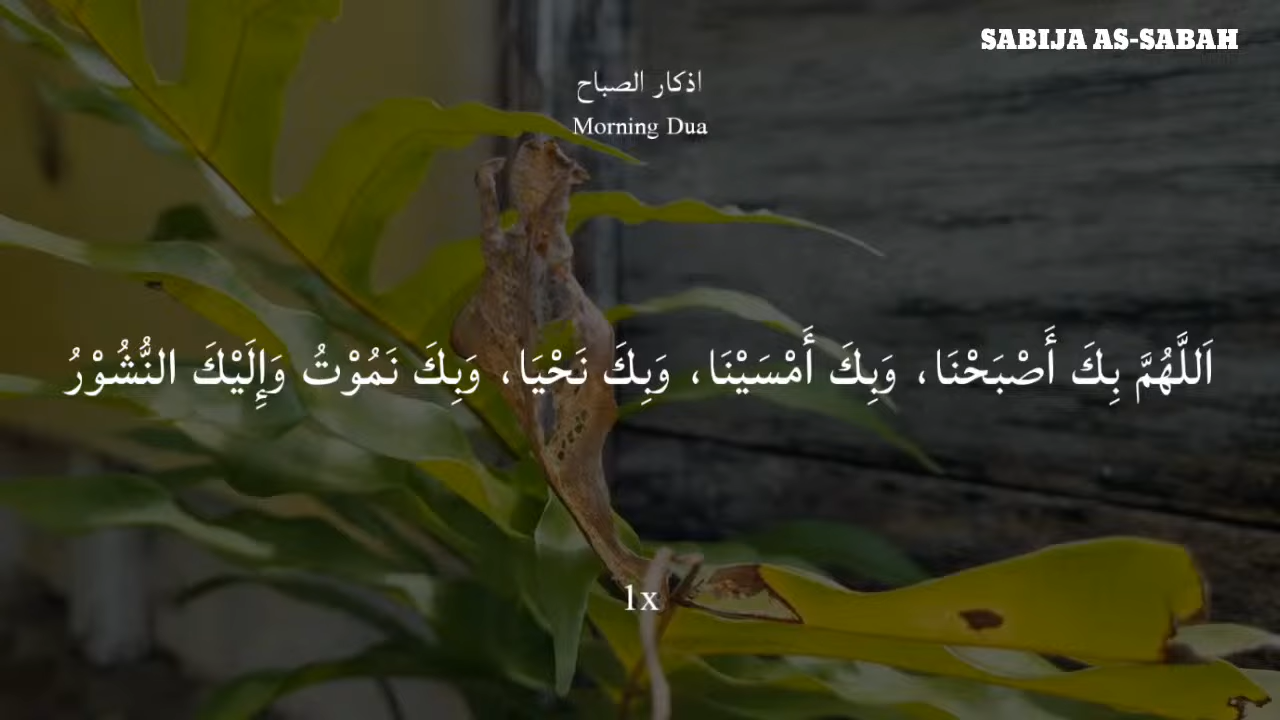 SABIJA AS-SABAH
اذكار الصباح
Morning Dua
اَللَّهُمَّ بِكَ أَصْبَحْنَا، وَبِكَ أَمْسَيْنَا، وَبِكَ نَحْيَا، وَبِكَ نَمُوْتُ وَإِلَيْكَ النُّشُوْرُ
1x